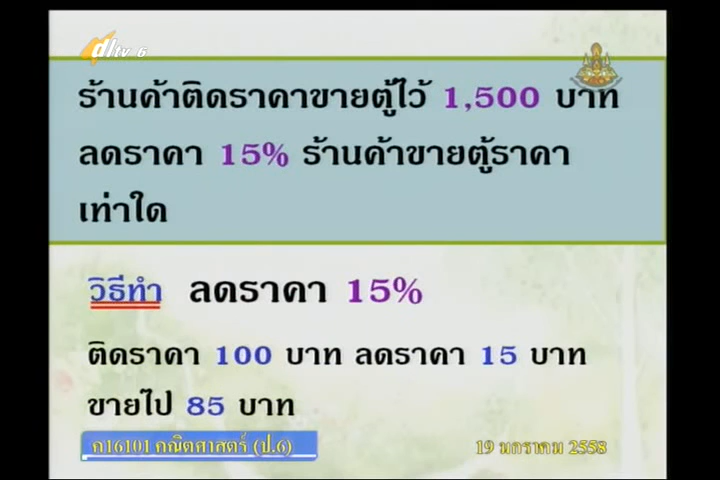 dltv 6
ร้านค้าติดราคาขายตู้ไว้ 1,500 บาท
ลดราคา 15% ร้านค้าขายตู้ราคา
เท่าใด
วิธีทำ ลดราคา 15%
ติดราคา 100 บาท ลดราคา 15 บาท
ขายไป 85 บาท
ค16101 คณิตศาสตร์ (ป.6) 19 มกราคม 2558